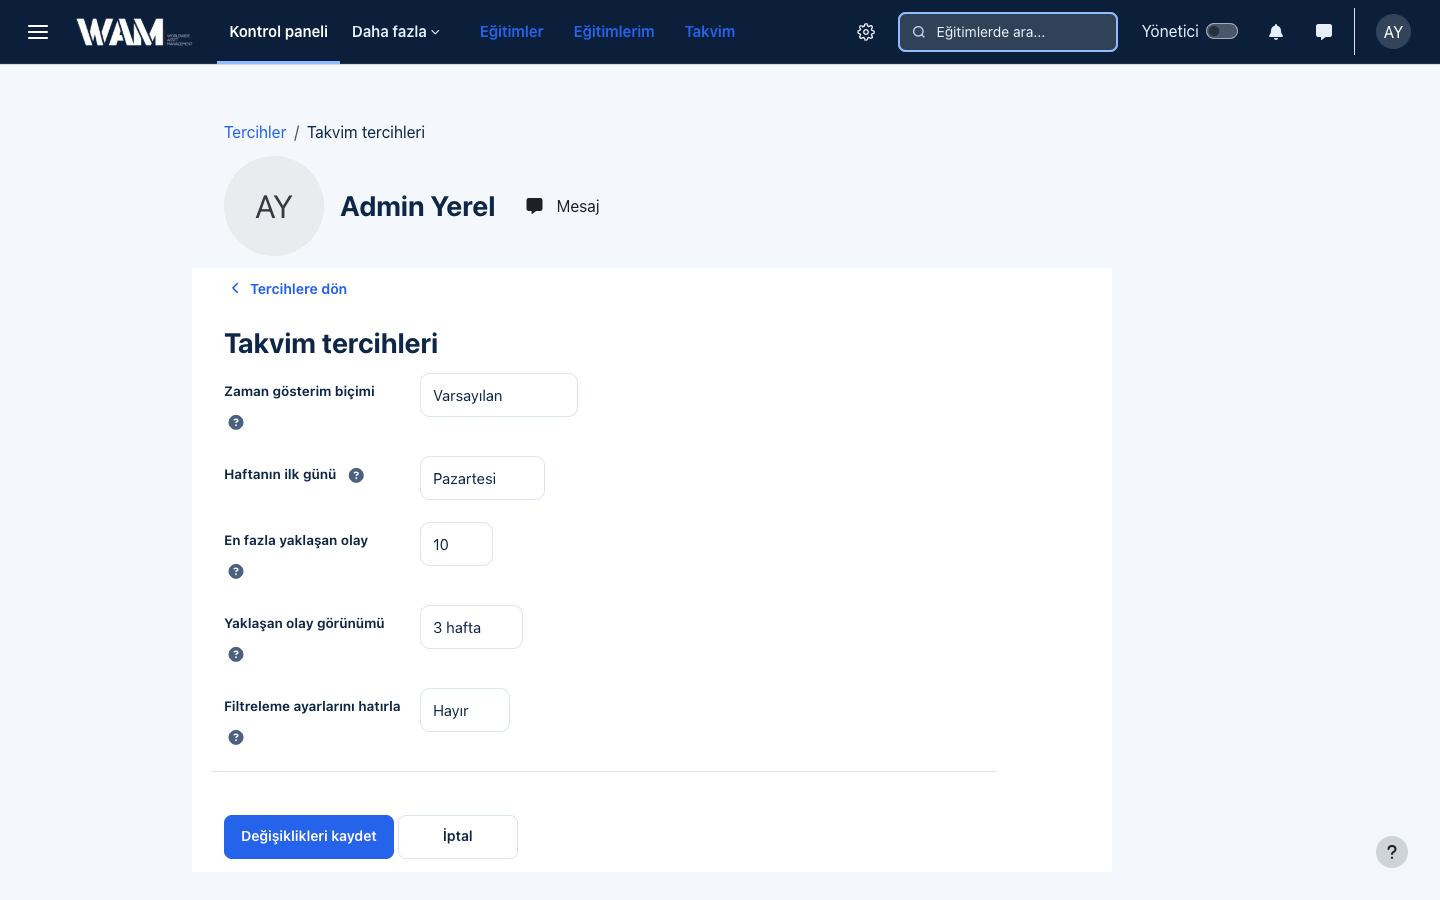 WAM
Kontrol paneli
Daha fazla
Eğitimler
Eğitimlerim
Takvim
Eğitimlerde ara...
Yönetici
AY
Tercihler / Takvim tercihleri
AY
Admin Yerel
Mesaj
Tercihlere dön
Takvim tercihleri
Zaman gösterim biçimi
?
Varsayılan
Haftanın ilk günü ?
Pazartesi
En fazla yaklaşan olay
?
10
Yaklaşan olay görünümü
?
3 hafta
Filtreleme ayarlarını hatırla
?
Hayır
Değişiklikleri kaydet
İptal
?